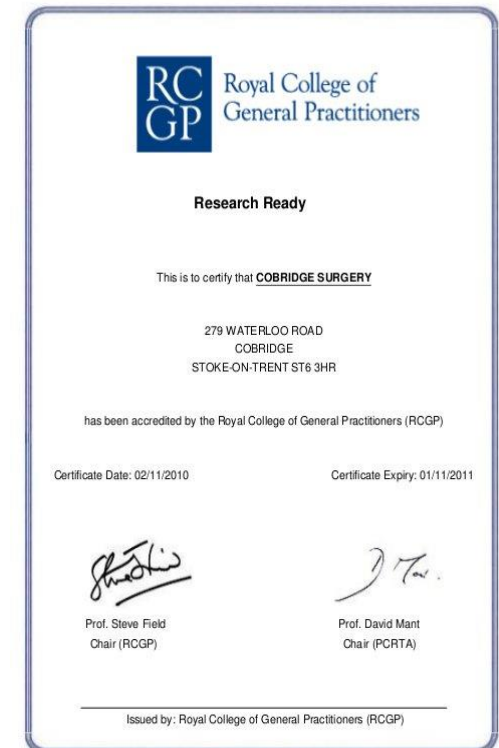 RC
GP
Royal College of
General Practitioners
Research Ready
This is to certify that COBRIDGE SURGERY
279 WATERLOO ROAD
COBRIDGE
STOKE-ON-TRENT ST6 3HR
has been accredited by the Royal College of General Practitioners (RCGP)
Certificate Date: 02/11/2010
Certificate Expiry: 01/11/2011
Prof. Steve Field
Chair (RCGP)
Prof. David Mant
Chair (PCRTA)
Issued by: Royal College of General Practitioners (RCGP)